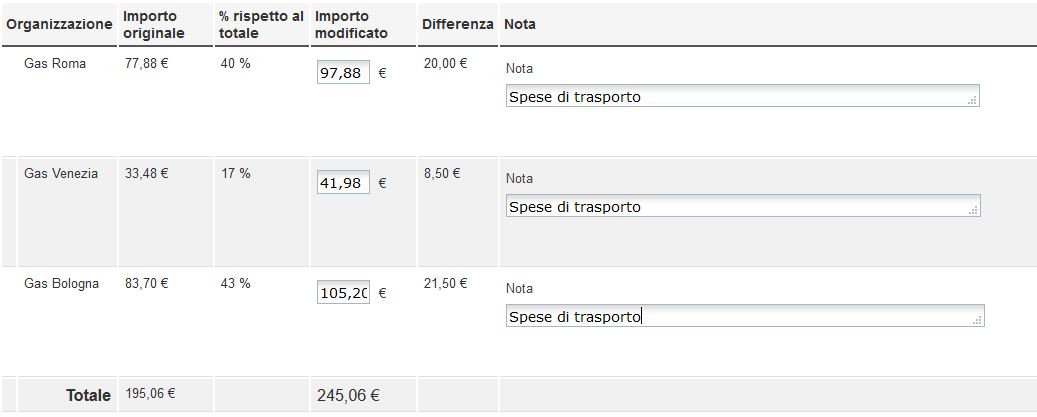 Organizzazione Importo originale % rispetto al totale Importo modificato Differenza Nota
Gas Roma 77,88 € 40 % 97,88 € 20,00 € Nota
Spese di trasporto
Gas Venezia 33,48 € 17 % 41,98 € 8,50 € Nota
Spese di trasporto
Gas Bologna 83,70 € 43 % 105,20 € 21,50 € Nota
Spese di trasporto
Totale 195,06 € 245,06 €